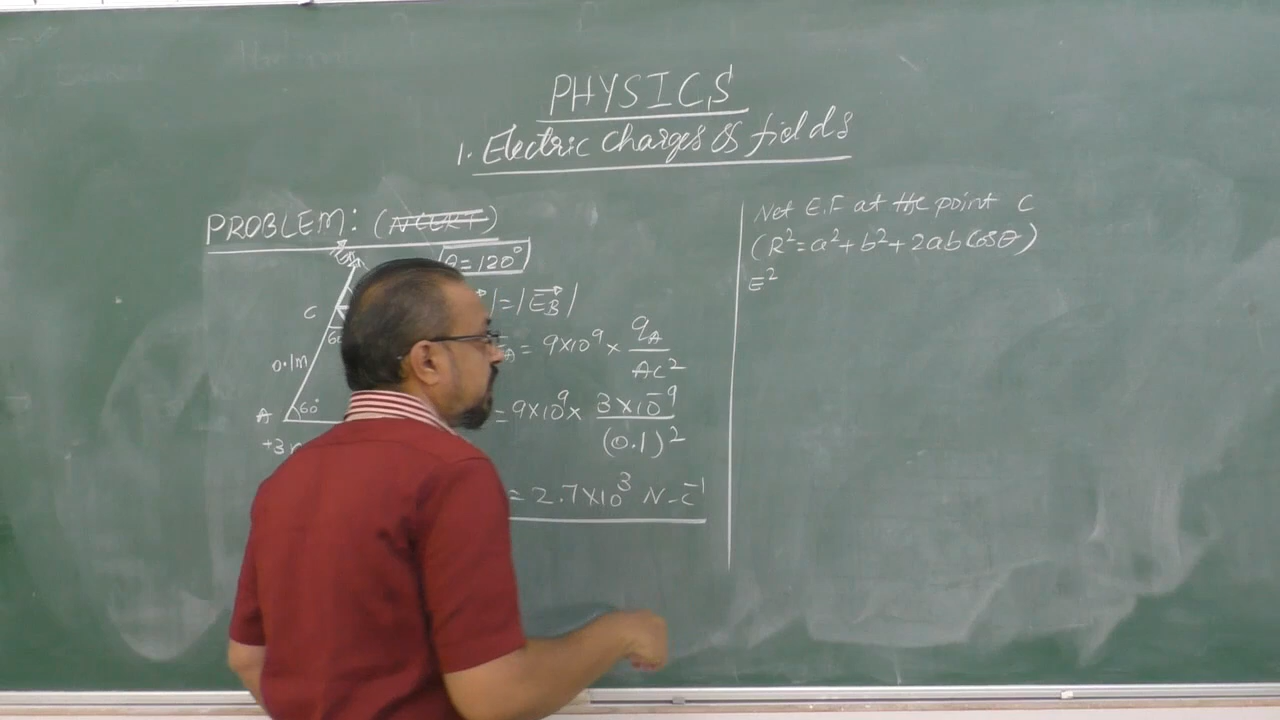 PHYSICS
1. Electric Charges & fields
PROBLEM: (NCERT)
θ = 120°
C
60
0.1m
A 60°
+3
| = |E⃗B|
A = 9×10⁹ × qA / AC²
= 9×10⁹ × 3×10⁻⁹ / (0.1)²
= 2.7×10³ N-C⁻¹
Net E.F at the point C
(R² = a² + b² + 2ab Cosθ)
E²